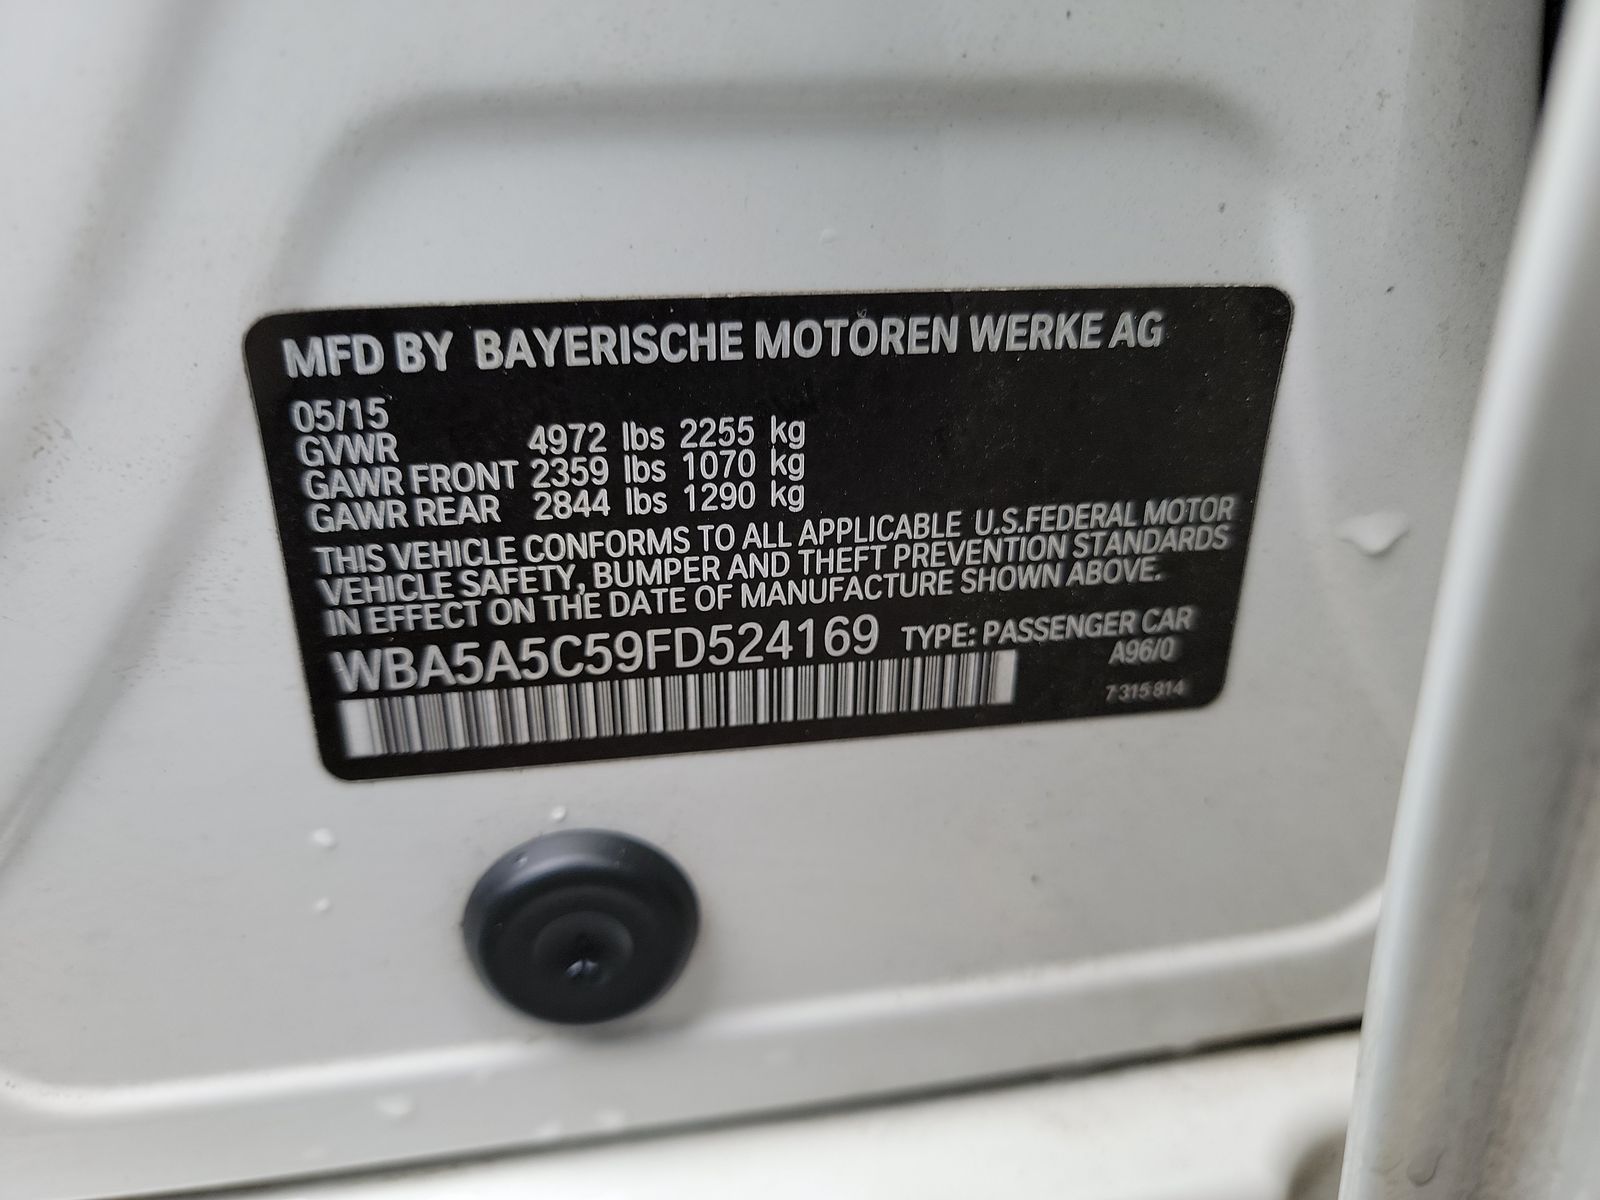 MFD BY BAYERISCHE MOTOREN WERKE AG
05/15
GVWR 4972 lbs 2255 kg
GAWR FRONT 2359 lbs 1070 kg
GAWR REAR 2844 lbs 1290 kg
THIS VEHICLE CONFORMS TO ALL APPLICABLE U.S.FEDERAL MOTOR
VEHICLE SAFETY, BUMPER AND THEFT PREVENTION STANDARDS
IN EFFECT ON THE DATE OF MANUFACTURE SHOWN ABOVE.
WBA5A5C59FD524169 TYPE: PASSENGER CAR
A96/0
7 315 814